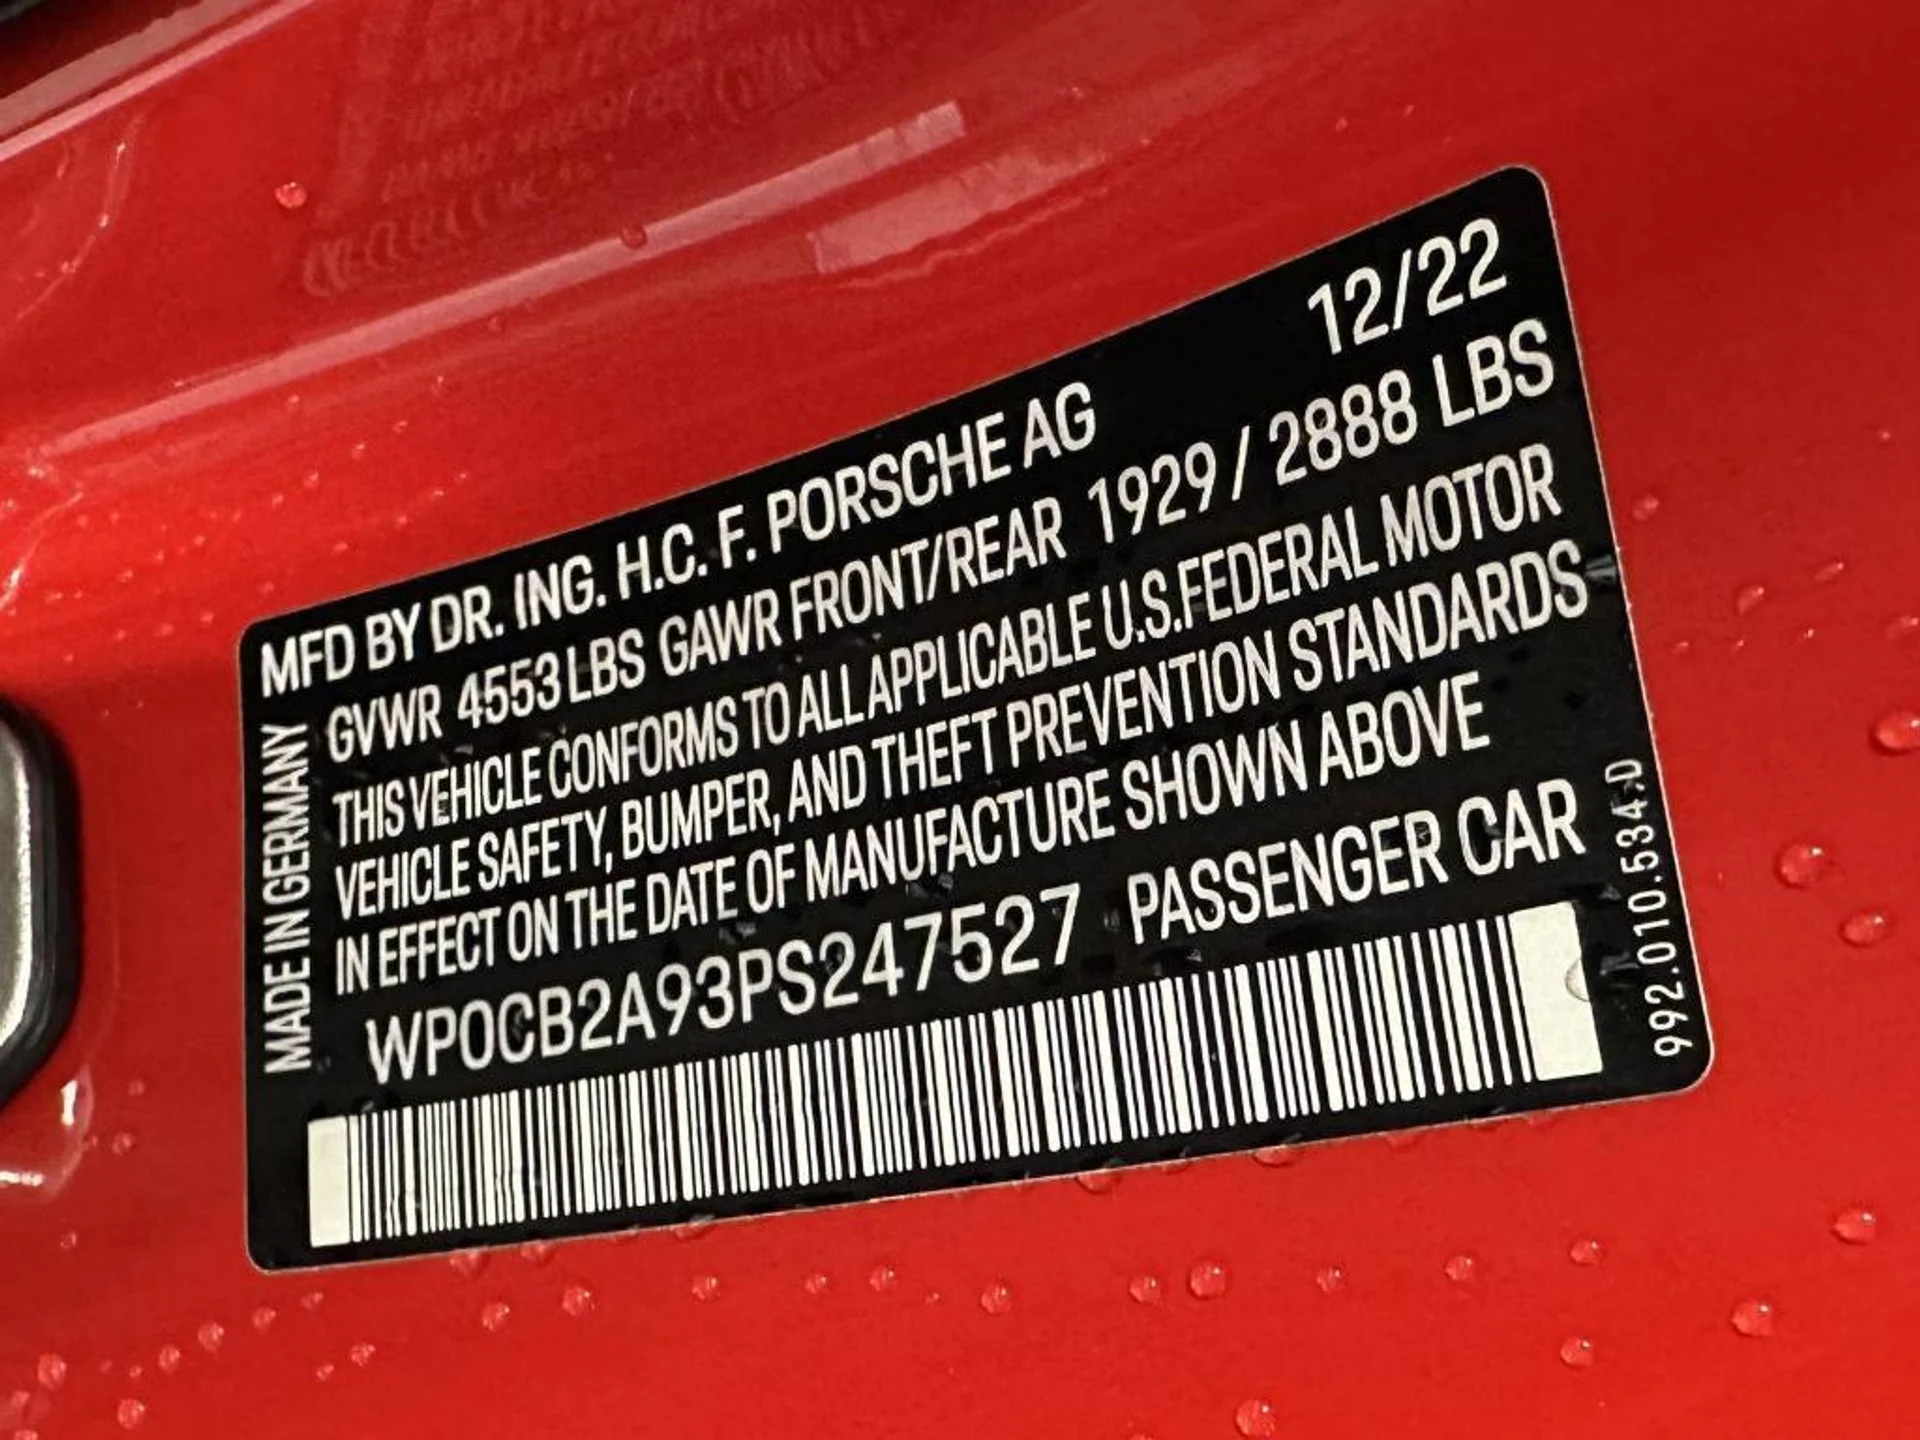 12/22
MFD BY DR. ING. H.C. F. PORSCHE AG
GVWR 4553 LBS GAWR FRONT/REAR 1929 / 2888 LBS
THIS VEHICLE CONFORMS TO ALL APPLICABLE U.S.FEDERAL MOTOR
VEHICLE SAFETY, BUMPER, AND THEFT PREVENTION STANDARDS
IN EFFECT ON THE DATE OF MANUFACTURE SHOWN ABOVE
WP0CB2A93PS247527 PASSENGER CAR
MADE IN GERMANY
992.010.534.D